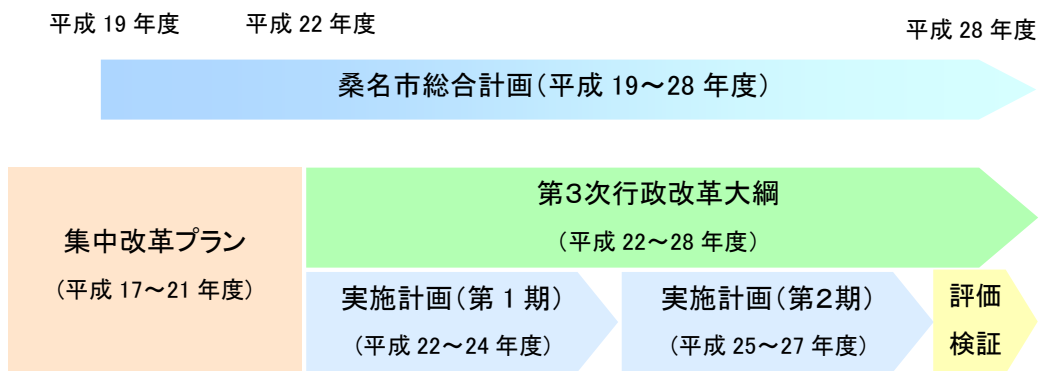 平成 19 年度
平成 22 年度
平成 28 年度
桑名市総合計画（平成 19～28 年度）
集中改革プラン
（平成 17～21 年度）
第３次行政改革大綱
（平成 22～28 年度）
実施計画（第 1 期）
（平成 22～24 年度）
実施計画（第２期）
（平成 25～27 年度）
評価
検証